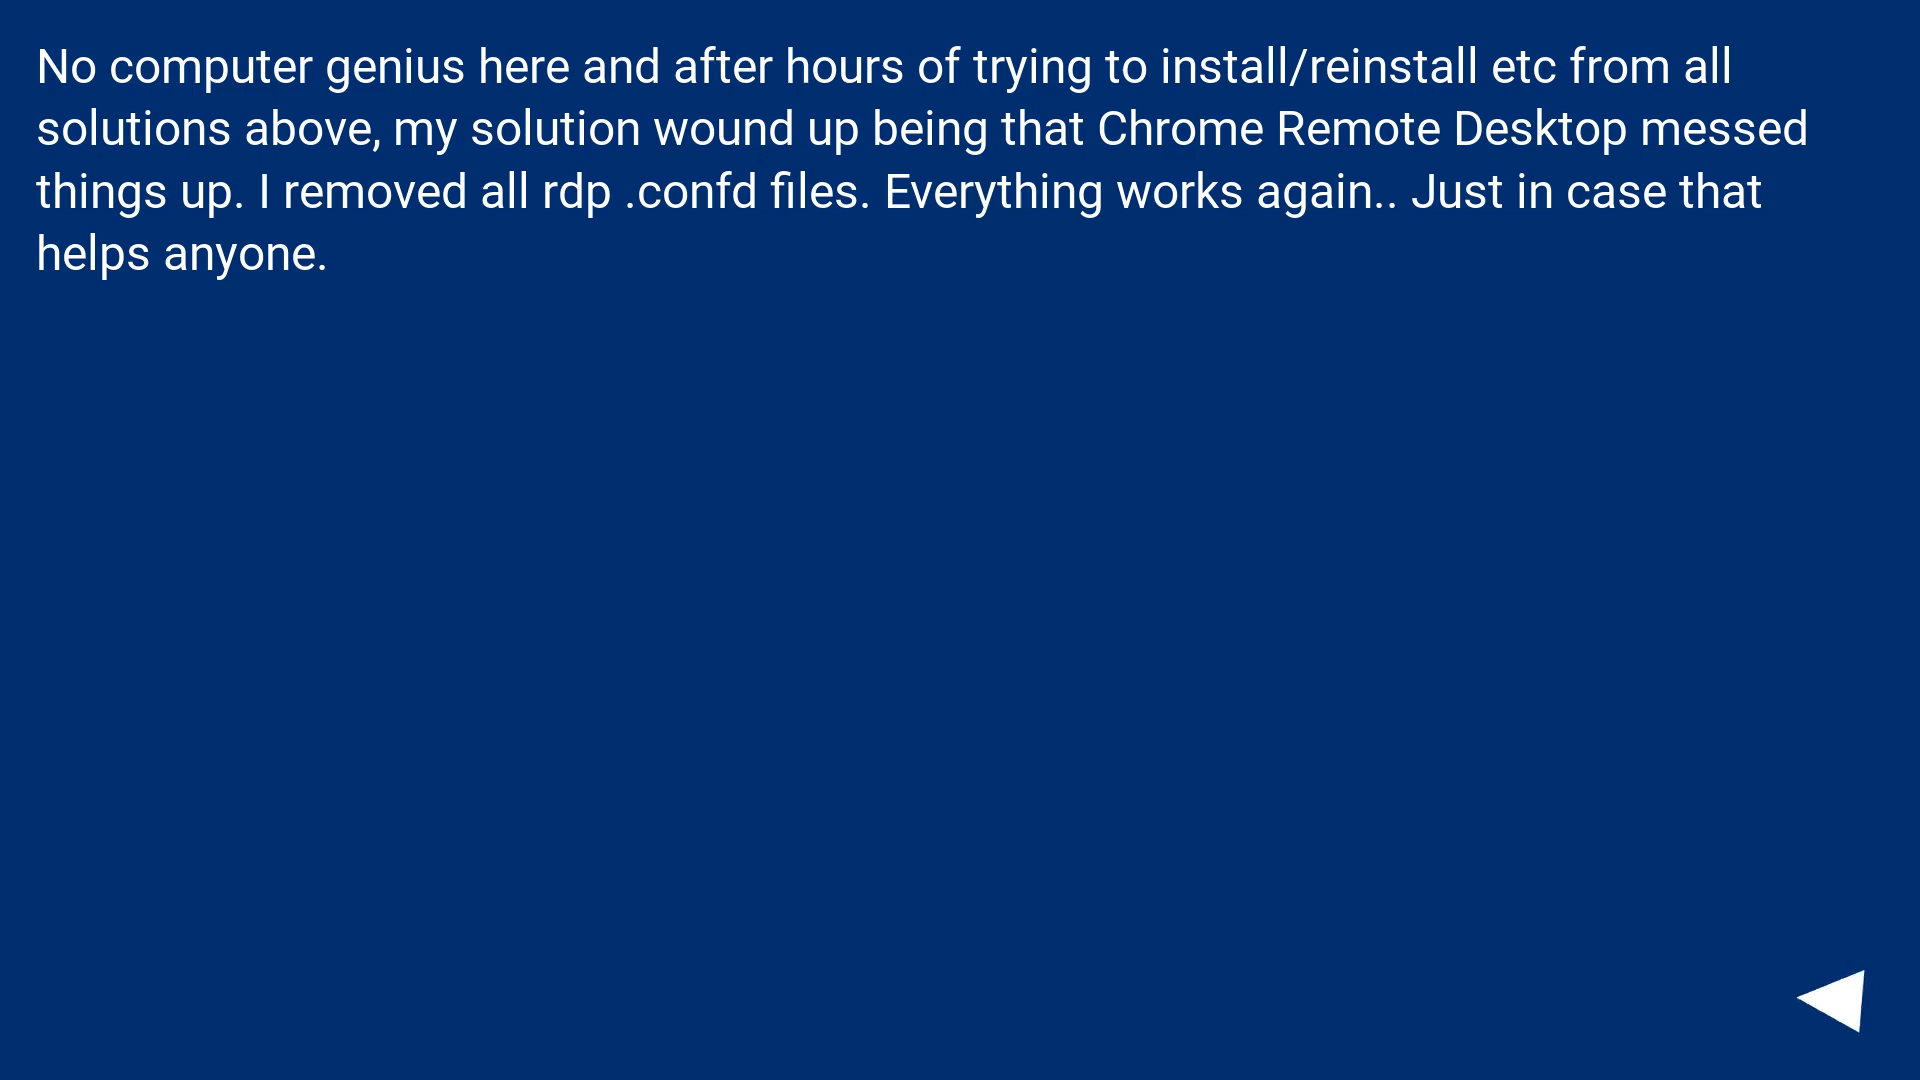 No computer genius here and after hours of trying to install/reinstall etc from all
solutions above, my solution wound up being that Chrome Remote Desktop messed
things up. I removed all rdp .confd files. Everything works again.. Just in case that
helps anyone.